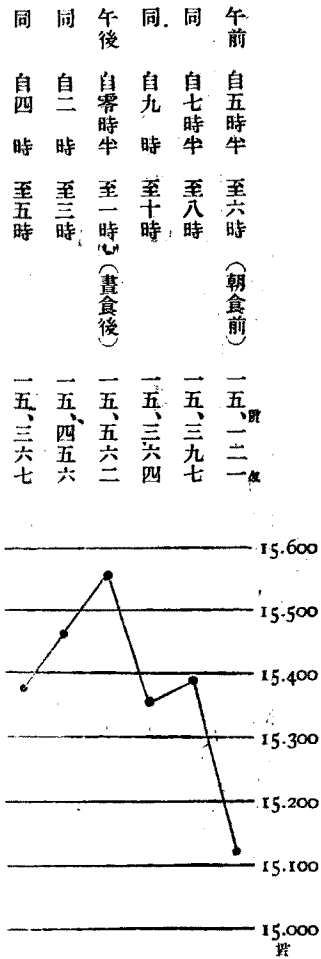 午前 自五時半 至六時(朝食前) 一五、一二一
同 自七時半 至八時 一五、三九七
同 自九時 至十時 一五、三六四
午後 自零時半 至一時(晝食後) 一五、五六二
同 自二時 至三時 一五、四五六
同 自四時 至五時 一五、三六七
15.600
15.500
15.400
15.300
15.200
15.100
15.000